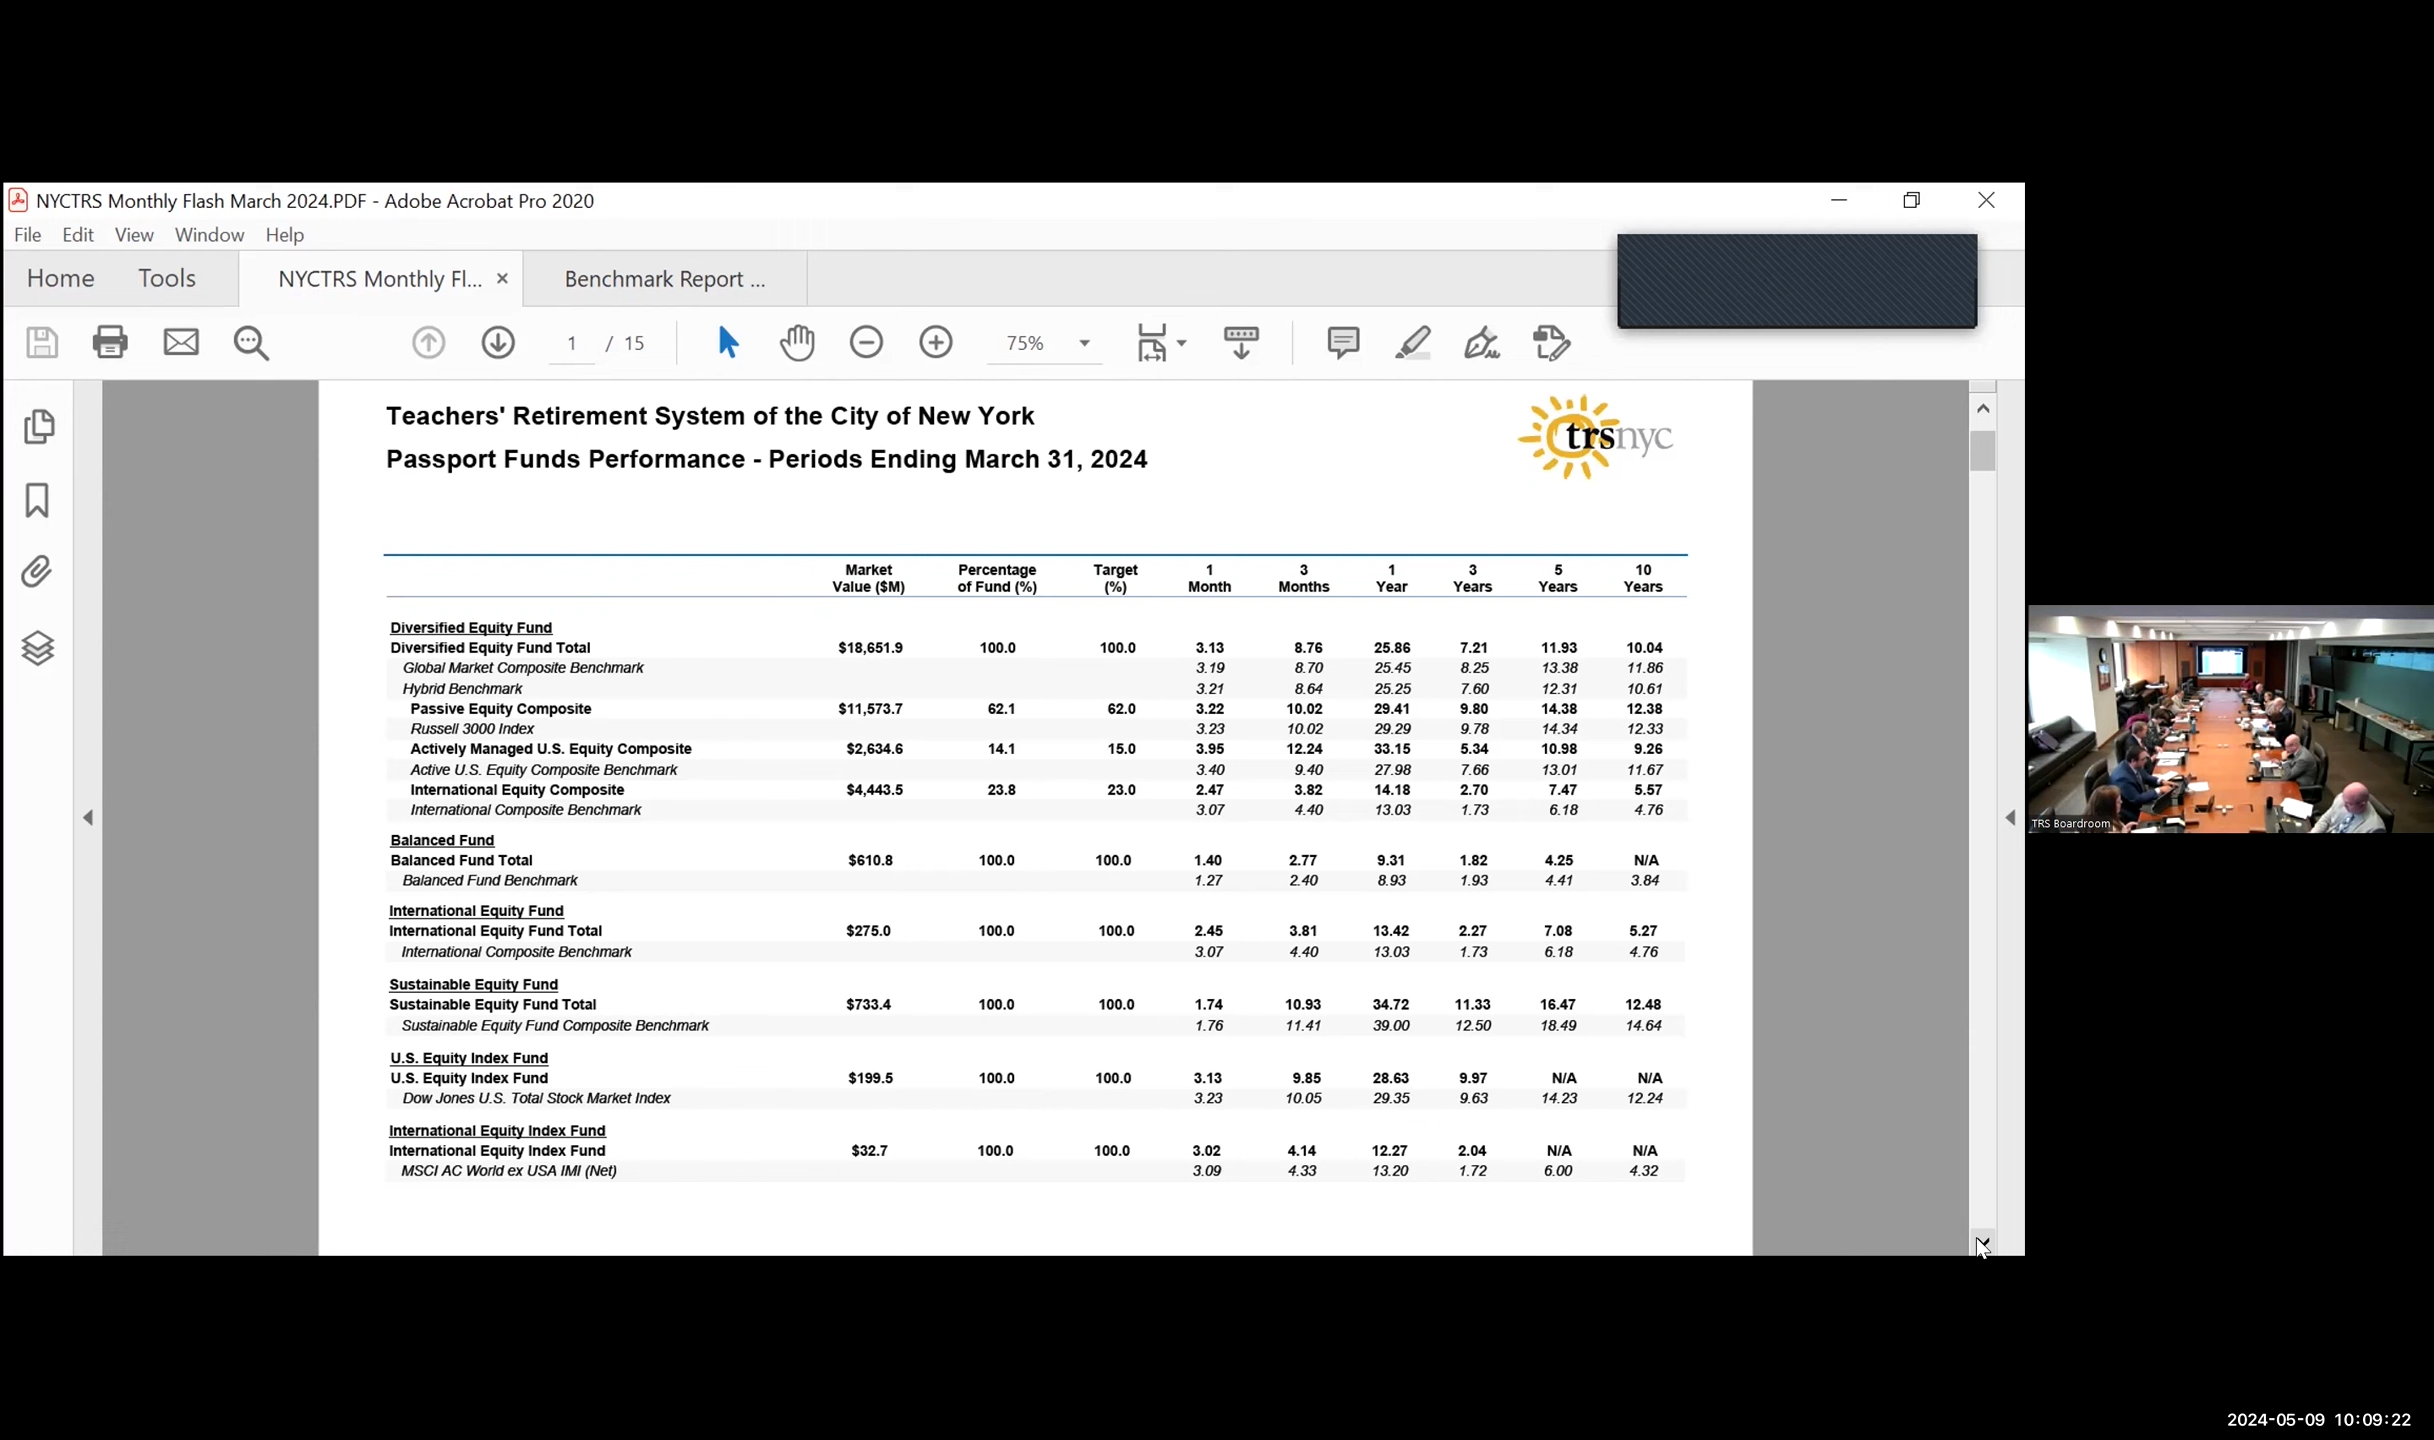 NYCTRS Monthly Flash March 2024.PDF - Adobe Acrobat Pro 2020
File Edit View Window Help
Home Tools NYCTRS Monthly Fl... × Benchmark Report ...
1 / 15 75%
Teachers' Retirement System of the City of New York
trsnyc
Passport Funds Performance - Periods Ending March 31, 2024
Market Percentage Target 1 3 1 3 5 10
Value ($M) of Fund (%) (%) Month Months Year Years Years Years
Diversified Equity Fund
Diversified Equity Fund Total $18,651.9 100.0 100.0 3.13 8.76 25.86 7.21 11.93 10.04
Global Market Composite Benchmark 3.19 8.70 25.45 8.25 13.38 11.86
Hybrid Benchmark 3.21 8.64 25.25 7.60 12.31 10.61
Passive Equity Composite $11,573.7 62.1 62.0 3.22 10.02 29.41 9.80 14.38 12.38
Russell 3000 Index 3.23 10.02 29.29 9.78 14.34 12.33
Actively Managed U.S. Equity Composite $2,634.6 14.1 15.0 3.95 12.24 33.15 5.34 10.98 9.26
Active U.S. Equity Composite Benchmark 3.40 9.40 27.98 7.66 13.01 11.67
International Equity Composite $4,443.5 23.8 23.0 2.47 3.82 14.18 2.70 7.47 5.57
International Composite Benchmark 3.07 4.40 13.03 1.73 6.18 4.76
Balanced Fund
Balanced Fund Total $610.8 100.0 100.0 1.40 2.77 9.31 1.82 4.25 N/A
Balanced Fund Benchmark 1.27 2.40 8.93 1.93 4.41 3.84
International Equity Fund
International Equity Fund Total $275.0 100.0 100.0 2.45 3.81 13.42 2.27 7.08 5.27
International Composite Benchmark 3.07 4.40 13.03 1.73 6.18 4.76
Sustainable Equity Fund
Sustainable Equity Fund Total $733.4 100.0 100.0 1.74 10.93 34.72 11.33 16.47 12.48
Sustainable Equity Fund Composite Benchmark 1.76 11.41 39.00 12.50 18.49 14.64
U.S. Equity Index Fund
U.S. Equity Index Fund $199.5 100.0 100.0 3.13 9.85 28.63 9.97 N/A N/A
Dow Jones U.S. Total Stock Market Index 3.23 10.05 29.35 9.63 14.23 12.24
International Equity Index Fund
International Equity Index Fund $32.7 100.0 100.0 3.02 4.14 12.27 2.04 N/A N/A
MSCI AC World ex USA IMI (Net) 3.09 4.33 13.20 1.72 6.00 4.32
TRS Boardroom
2024-05-09 10:09:22